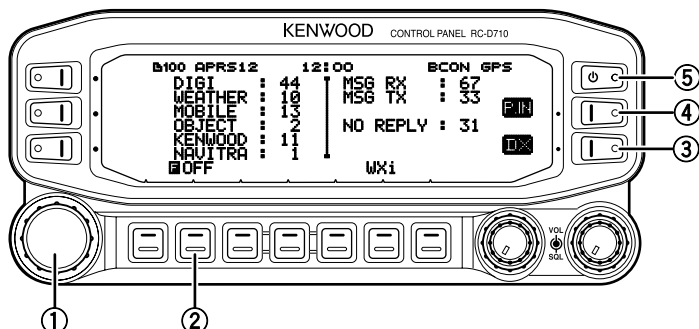 KENWOOD CONTROL PANEL RC-D710
100 APRS12 12:00 BCON GPS
DIGI : 44 MSG RX : 67
WEATHER : 10 MSG TX : 33
MOBILE : 13 P.IN
OBJECT : 2 NO REPLY : 31
KENWOOD : 11 DX
NAVITRA : 1
F OFF WXi
5
4
3
VOL
SQL
1
2